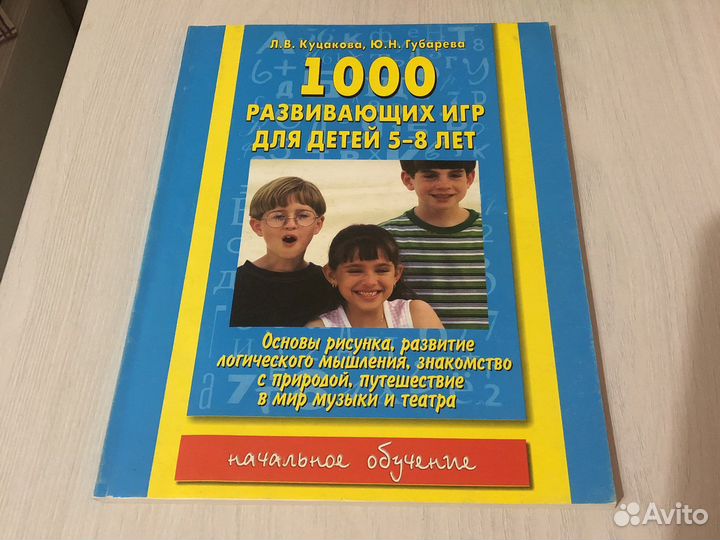 Л.В. Куцакова, Ю.Н. Губарева
1000
РАЗВИВАЮЩИХ ИГР
ДЛЯ ДЕТЕЙ 5–8 ЛЕТ
Основы рисунка, развитие
логического мышления, знакомство
с природой, путешествие
в мир музыки и театра
начальное обучение
Avito